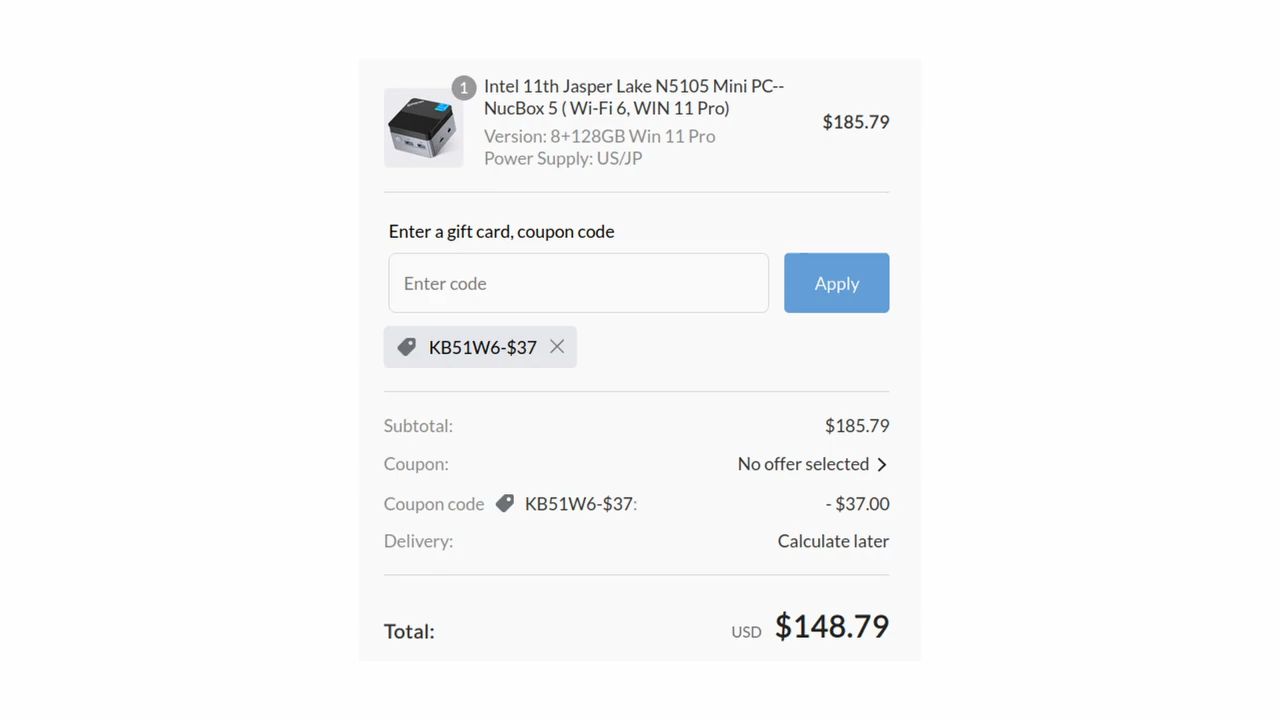 1
Intel 11th Jasper Lake N5105 Mini PC--
NucBox 5 ( Wi-Fi 6, WIN 11 Pro)
Version: 8+128GB Win 11 Pro
Power Supply: US/JP
$185.79
Enter a gift card, coupon code
Enter code
Apply
KB51W6-$37
Subtotal: $185.79
Coupon: No offer selected
Coupon code KB51W6-$37: - $37.00
Delivery: Calculate later
Total: USD $148.79